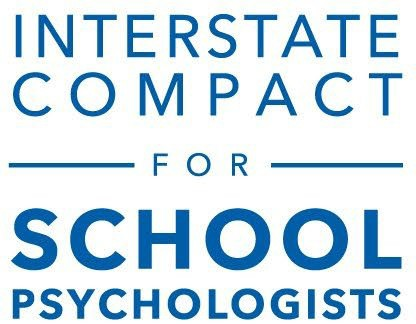 INTERSTATE
COMPACT
FOR
SCHOOL
PSYCHOLOGISTS